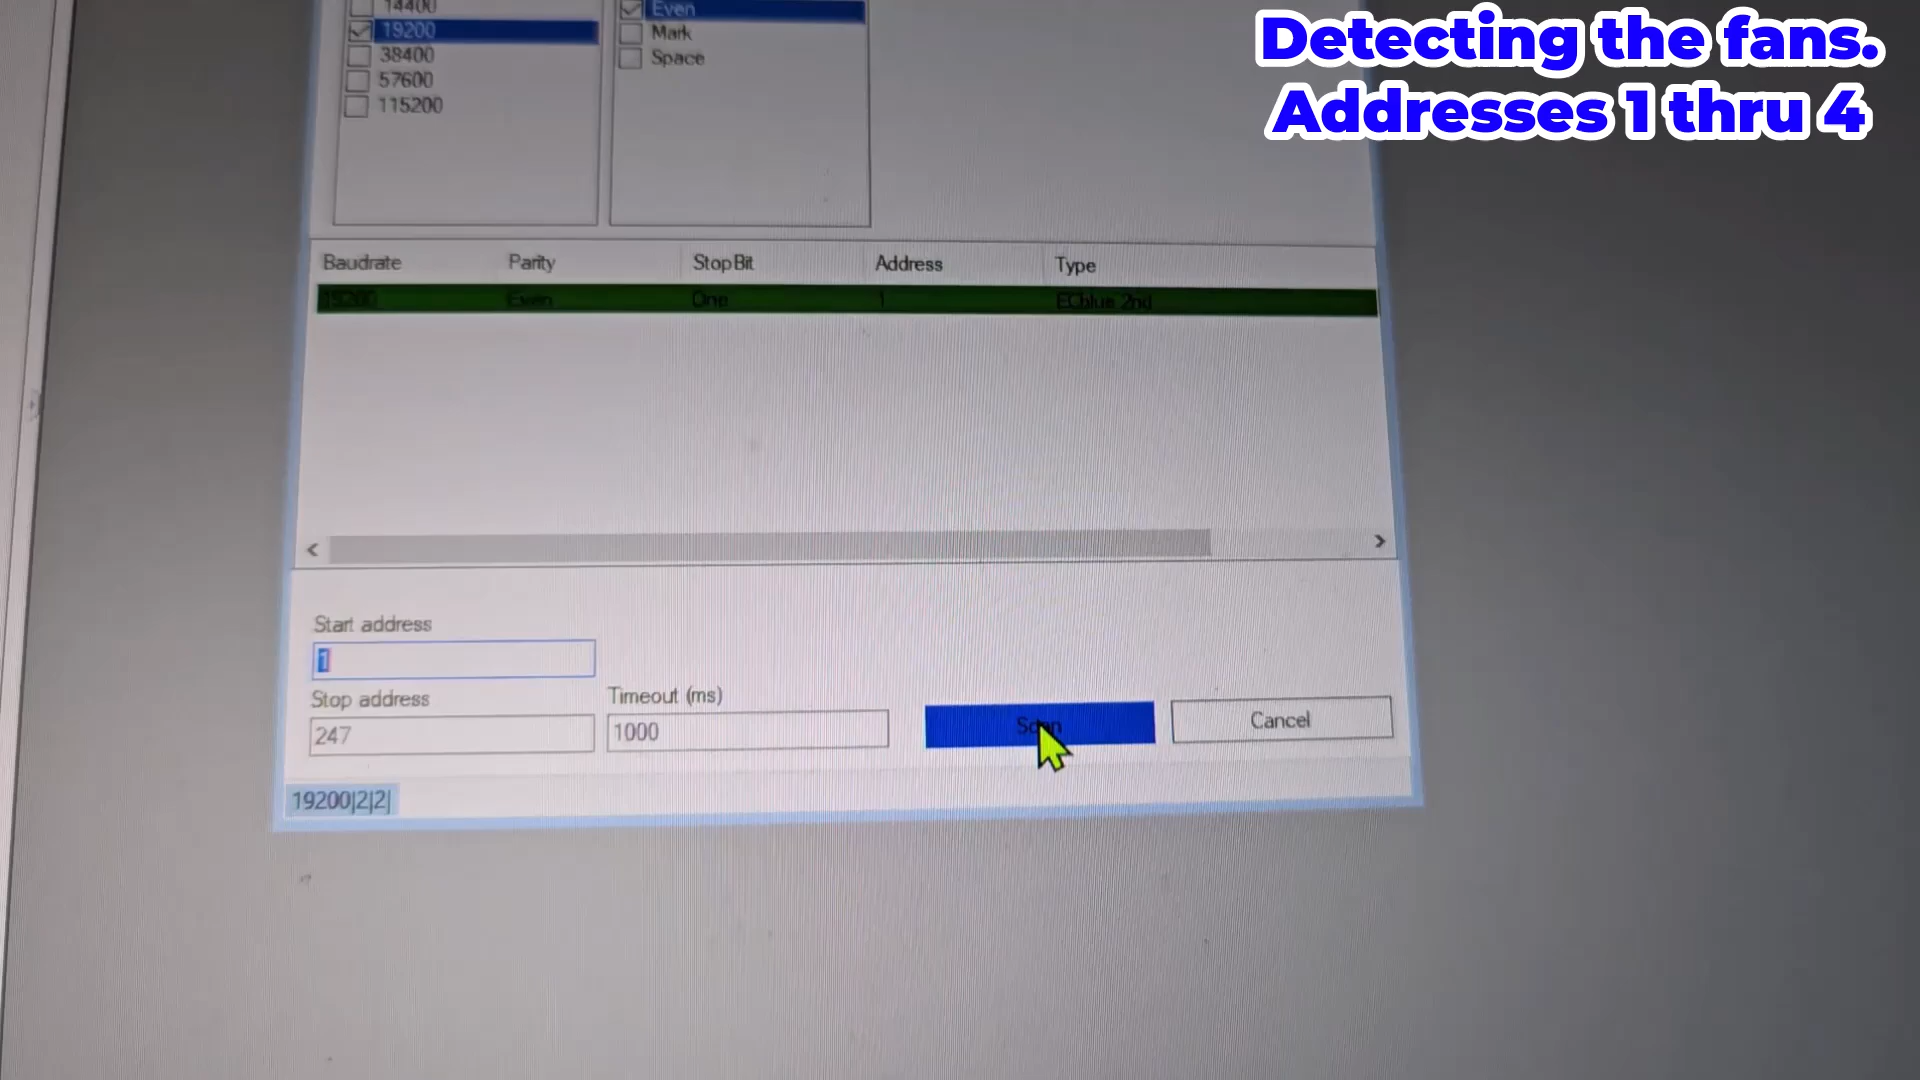 Detecting the fans.
Addresses 1 thru 4
14400
19200
38400
57600
115200
Even
Mark
Space
Baudrate Parity StopBit Address Type
19200 Even One 1 ECblue 2nd
Start address
1
Stop address
247
Timeout (ms)
1000
Scan
Cancel
19200|2|2|